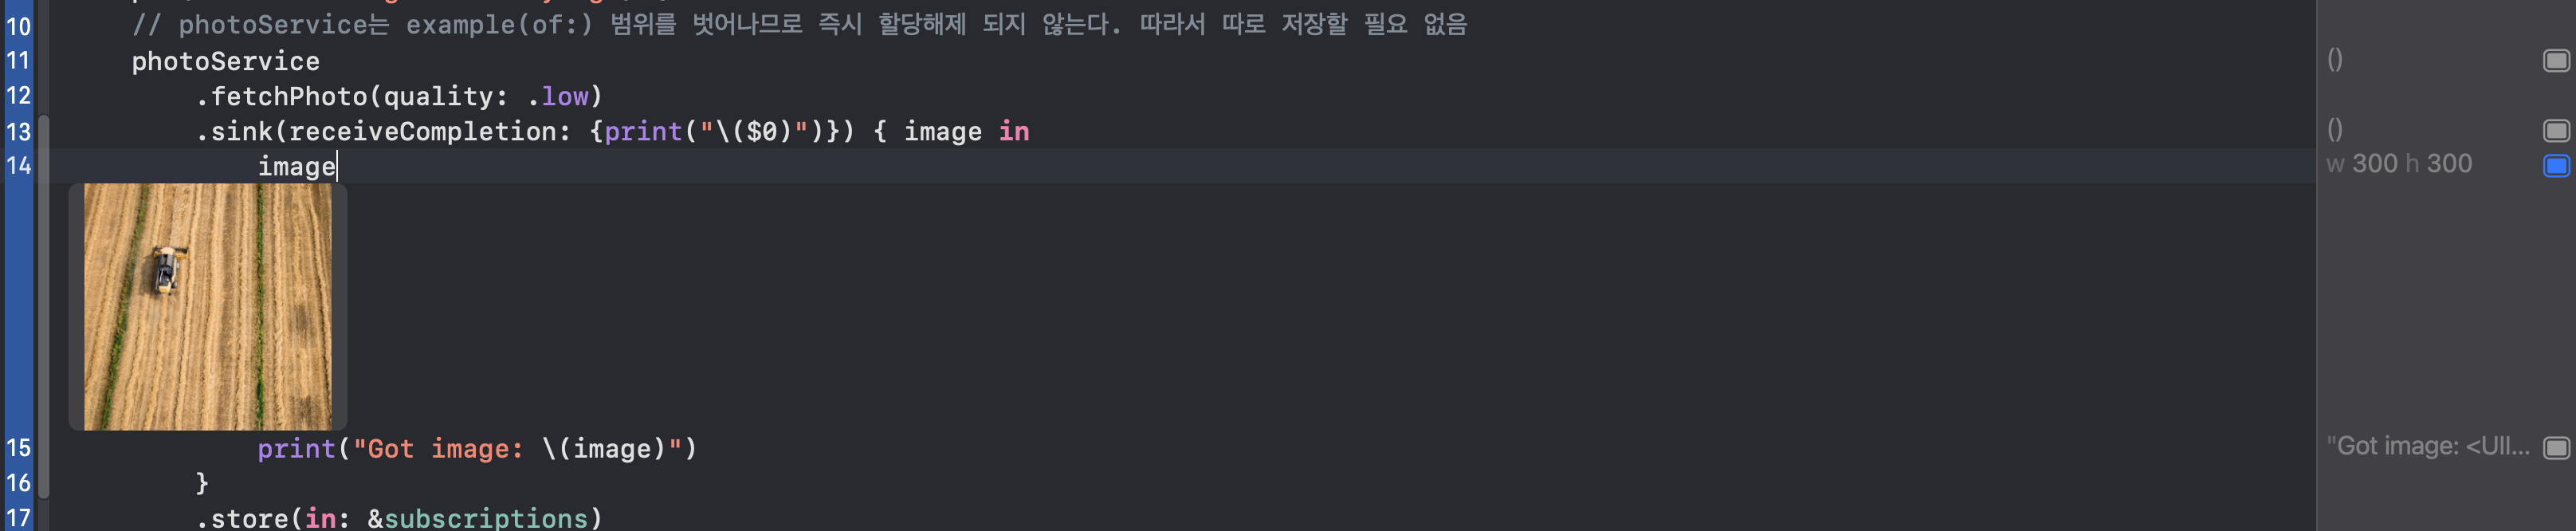 10 // photoService는 example(of:) 범위를 벗어나므로 즉시 할당해제 되지 않는다. 따라서 따로 저장할 필요 없음
11 photoService ()
12 .fetchPhoto(quality: .low)
13 .sink(receiveCompletion: {print("\($0)")}) { image in ()
14 image w 300 h 300
15 print("Got image: \(image)") "Got image: <UII...
16 }
17 .store(in: &subscriptions)